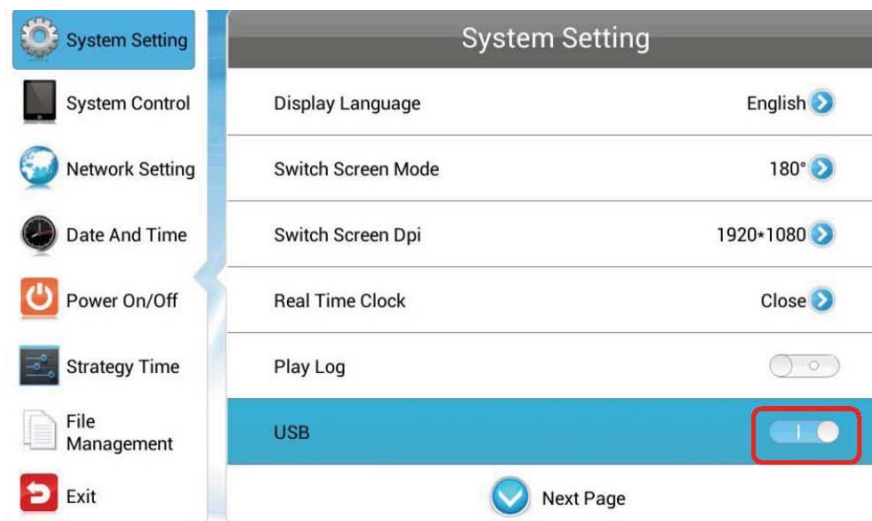 System Setting
System Control
Network Setting
Date And Time
Power On/Off
Strategy Time
File
Management
Exit
System Setting
Display Language English
Switch Screen Mode 180°
Switch Screen Dpi 1920*1080
Real Time Clock Close
Play Log
USB
Next Page